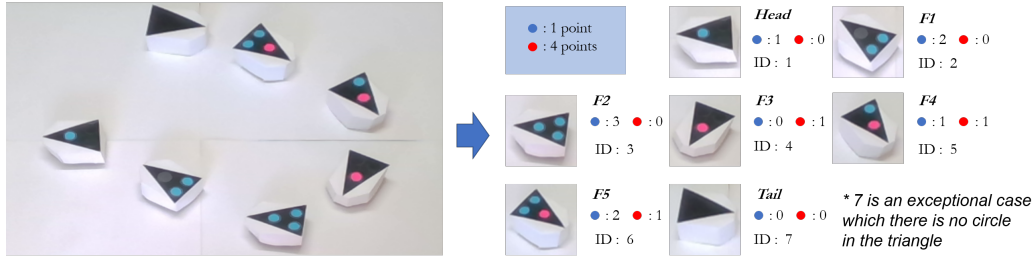 : 1 point
: 4 points
Head
: 1 : 0
ID : 1
F1
: 2 : 0
ID : 2
F2
: 3 : 0
ID : 3
F3
: 0 : 1
ID : 4
F4
: 1 : 1
ID : 5
F5
: 2 : 1
ID : 6
Tail
: 0 : 0
ID : 7
* 7 is an exceptional case
which there is no circle
in the triangle